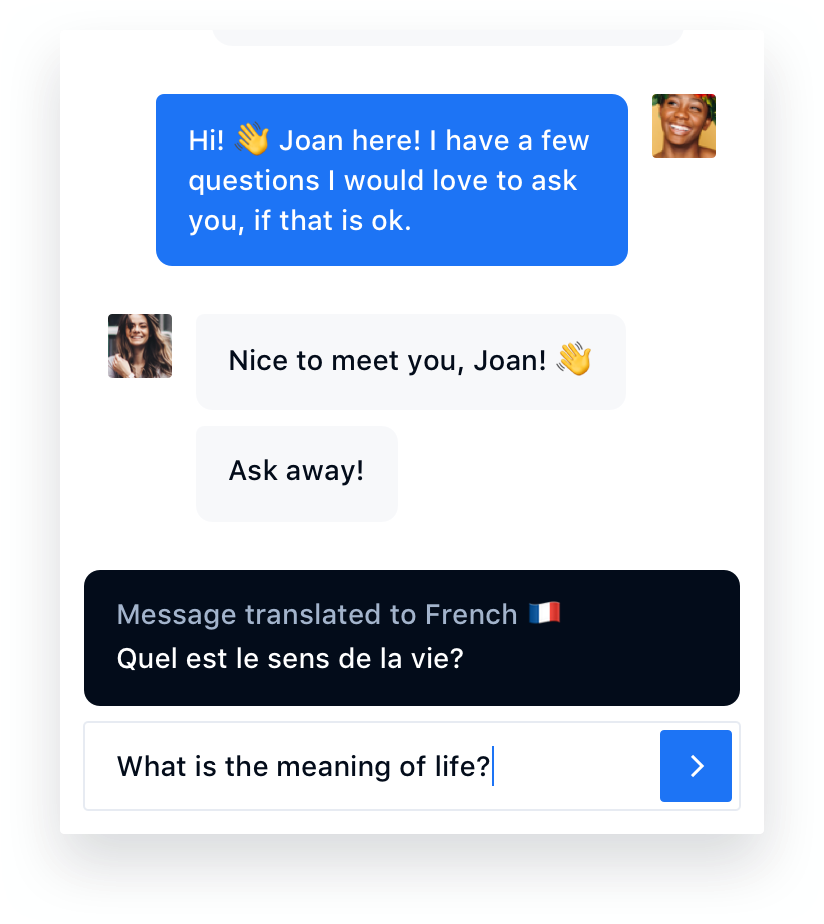 Hi! 👋 Joan here! I have a few
questions I would love to ask
you, if that is ok.
Nice to meet you, Joan! 👋
Ask away!
Message translated to French 🇫🇷
Quel est le sens de la vie?
What is the meaning of life?